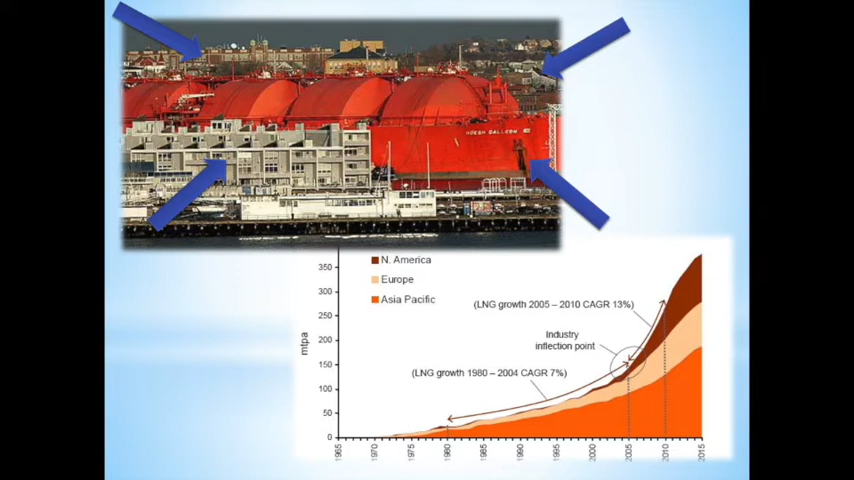 HOEGH GALLEON
N. America
Europe
Asia Pacific
350
300
250
200
150
100
50
0
mtpa
(LNG growth 2005 – 2010 CAGR 13%)
Industry
inflection point
(LNG growth 1980 – 2004 CAGR 7%)
1965
1970
1975
1980
1985
1990
1995
2000
2005
2010
2015